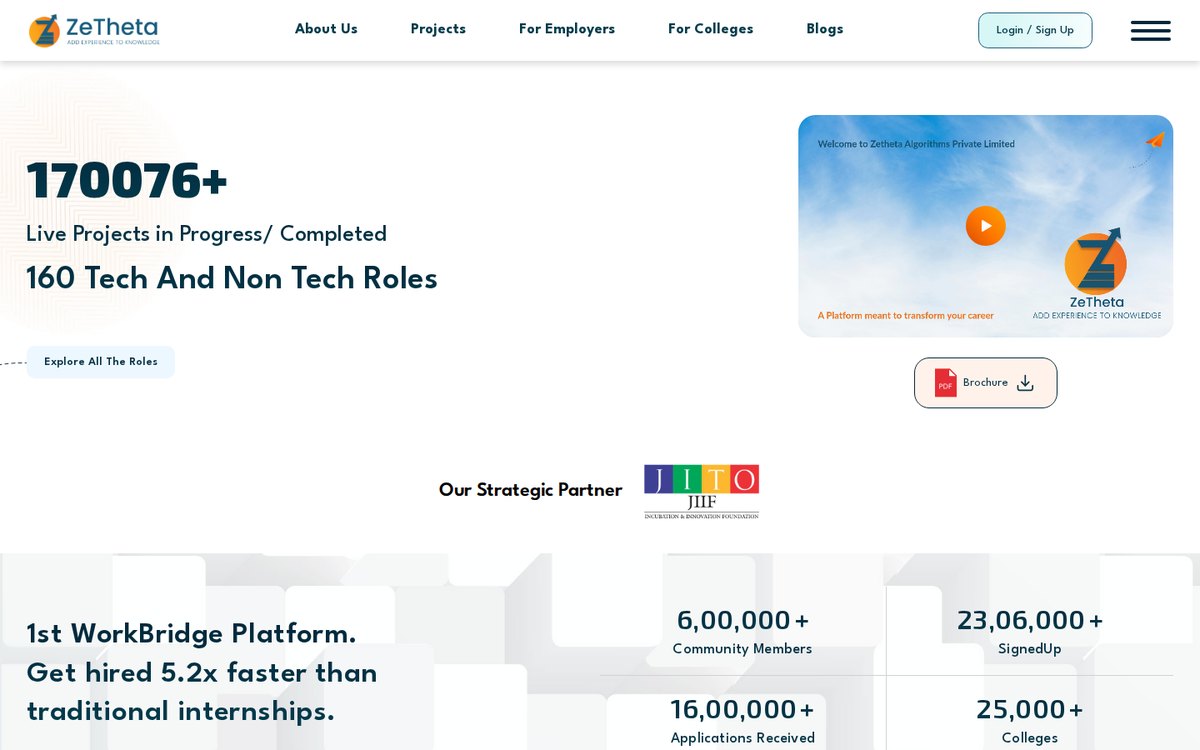 ZeTheta
ADD EXPERIENCE TO KNOWLEDGE
About Us
Projects
For Employers
For Colleges
Blogs
Login / Sign Up
170076+
Live Projects in Progress/ Completed
160 Tech And Non Tech Roles
Explore All The Roles
Welcome to Zetheta Algorithms Private Limited
A Platform meant to transform your career
ZeTheta
ADD EXPERIENCE TO KNOWLEDGE
PDF
Brochure
Our Strategic Partner
JITO
JIIF
INCUBATION & INNOVATION FOUNDATION
1st WorkBridge Platform.
Get hired 5.2x faster than
traditional internships.
6,00,000+
Community Members
23,06,000+
SignedUp
16,00,000+
Applications Received
25,000+
Colleges